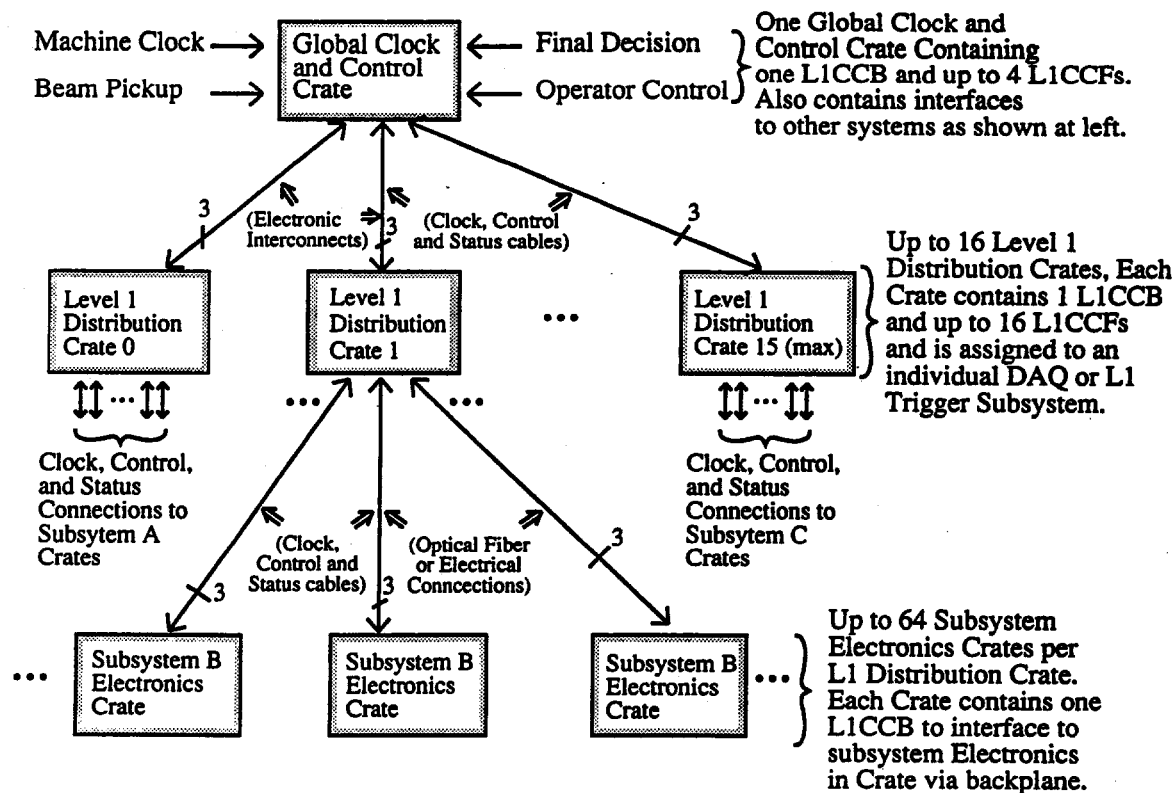 Machine Clock
Beam Pickup
Global Clock
and Control
Crate
Final Decision
Operator Control
One Global Clock and
Control Crate Containing
one L1CCB and up to 4 L1CCFs.
Also contains interfaces
to other systems as shown at left.
3
(Electronic
Interconnects)
3
(Clock, Control
and Status cables)
3
Level 1
Distribution
Crate 0
Level 1
Distribution
Crate 1
...
Level 1
Distribution
Crate 15 (max)
Up to 16 Level 1
Distribution Crates, Each
Crate contains 1 L1CCB
and up to 16 L1CCFs
and is assigned to an
individual DAQ or L1
Trigger Subsystem.
...
...
...
...
Clock, Control,
and Status
Connections to
Subsytem A
Crates
Clock, Control,
and Status
Connections to
Subsytem C
Crates
(Clock,
Control and
Status cables)
(Optical Fiber
or Electrical
Conncections)
3
3
3
...
Subsystem B
Electronics
Crate
Subsystem B
Electronics
Crate
Subsystem B
Electronics
Crate
...
Up to 64 Subsystem
Electronics Crates per
L1 Distribution Crate.
Each Crate contains one
L1CCB to interface to
subsystem Electronics
in Crate via backplane.